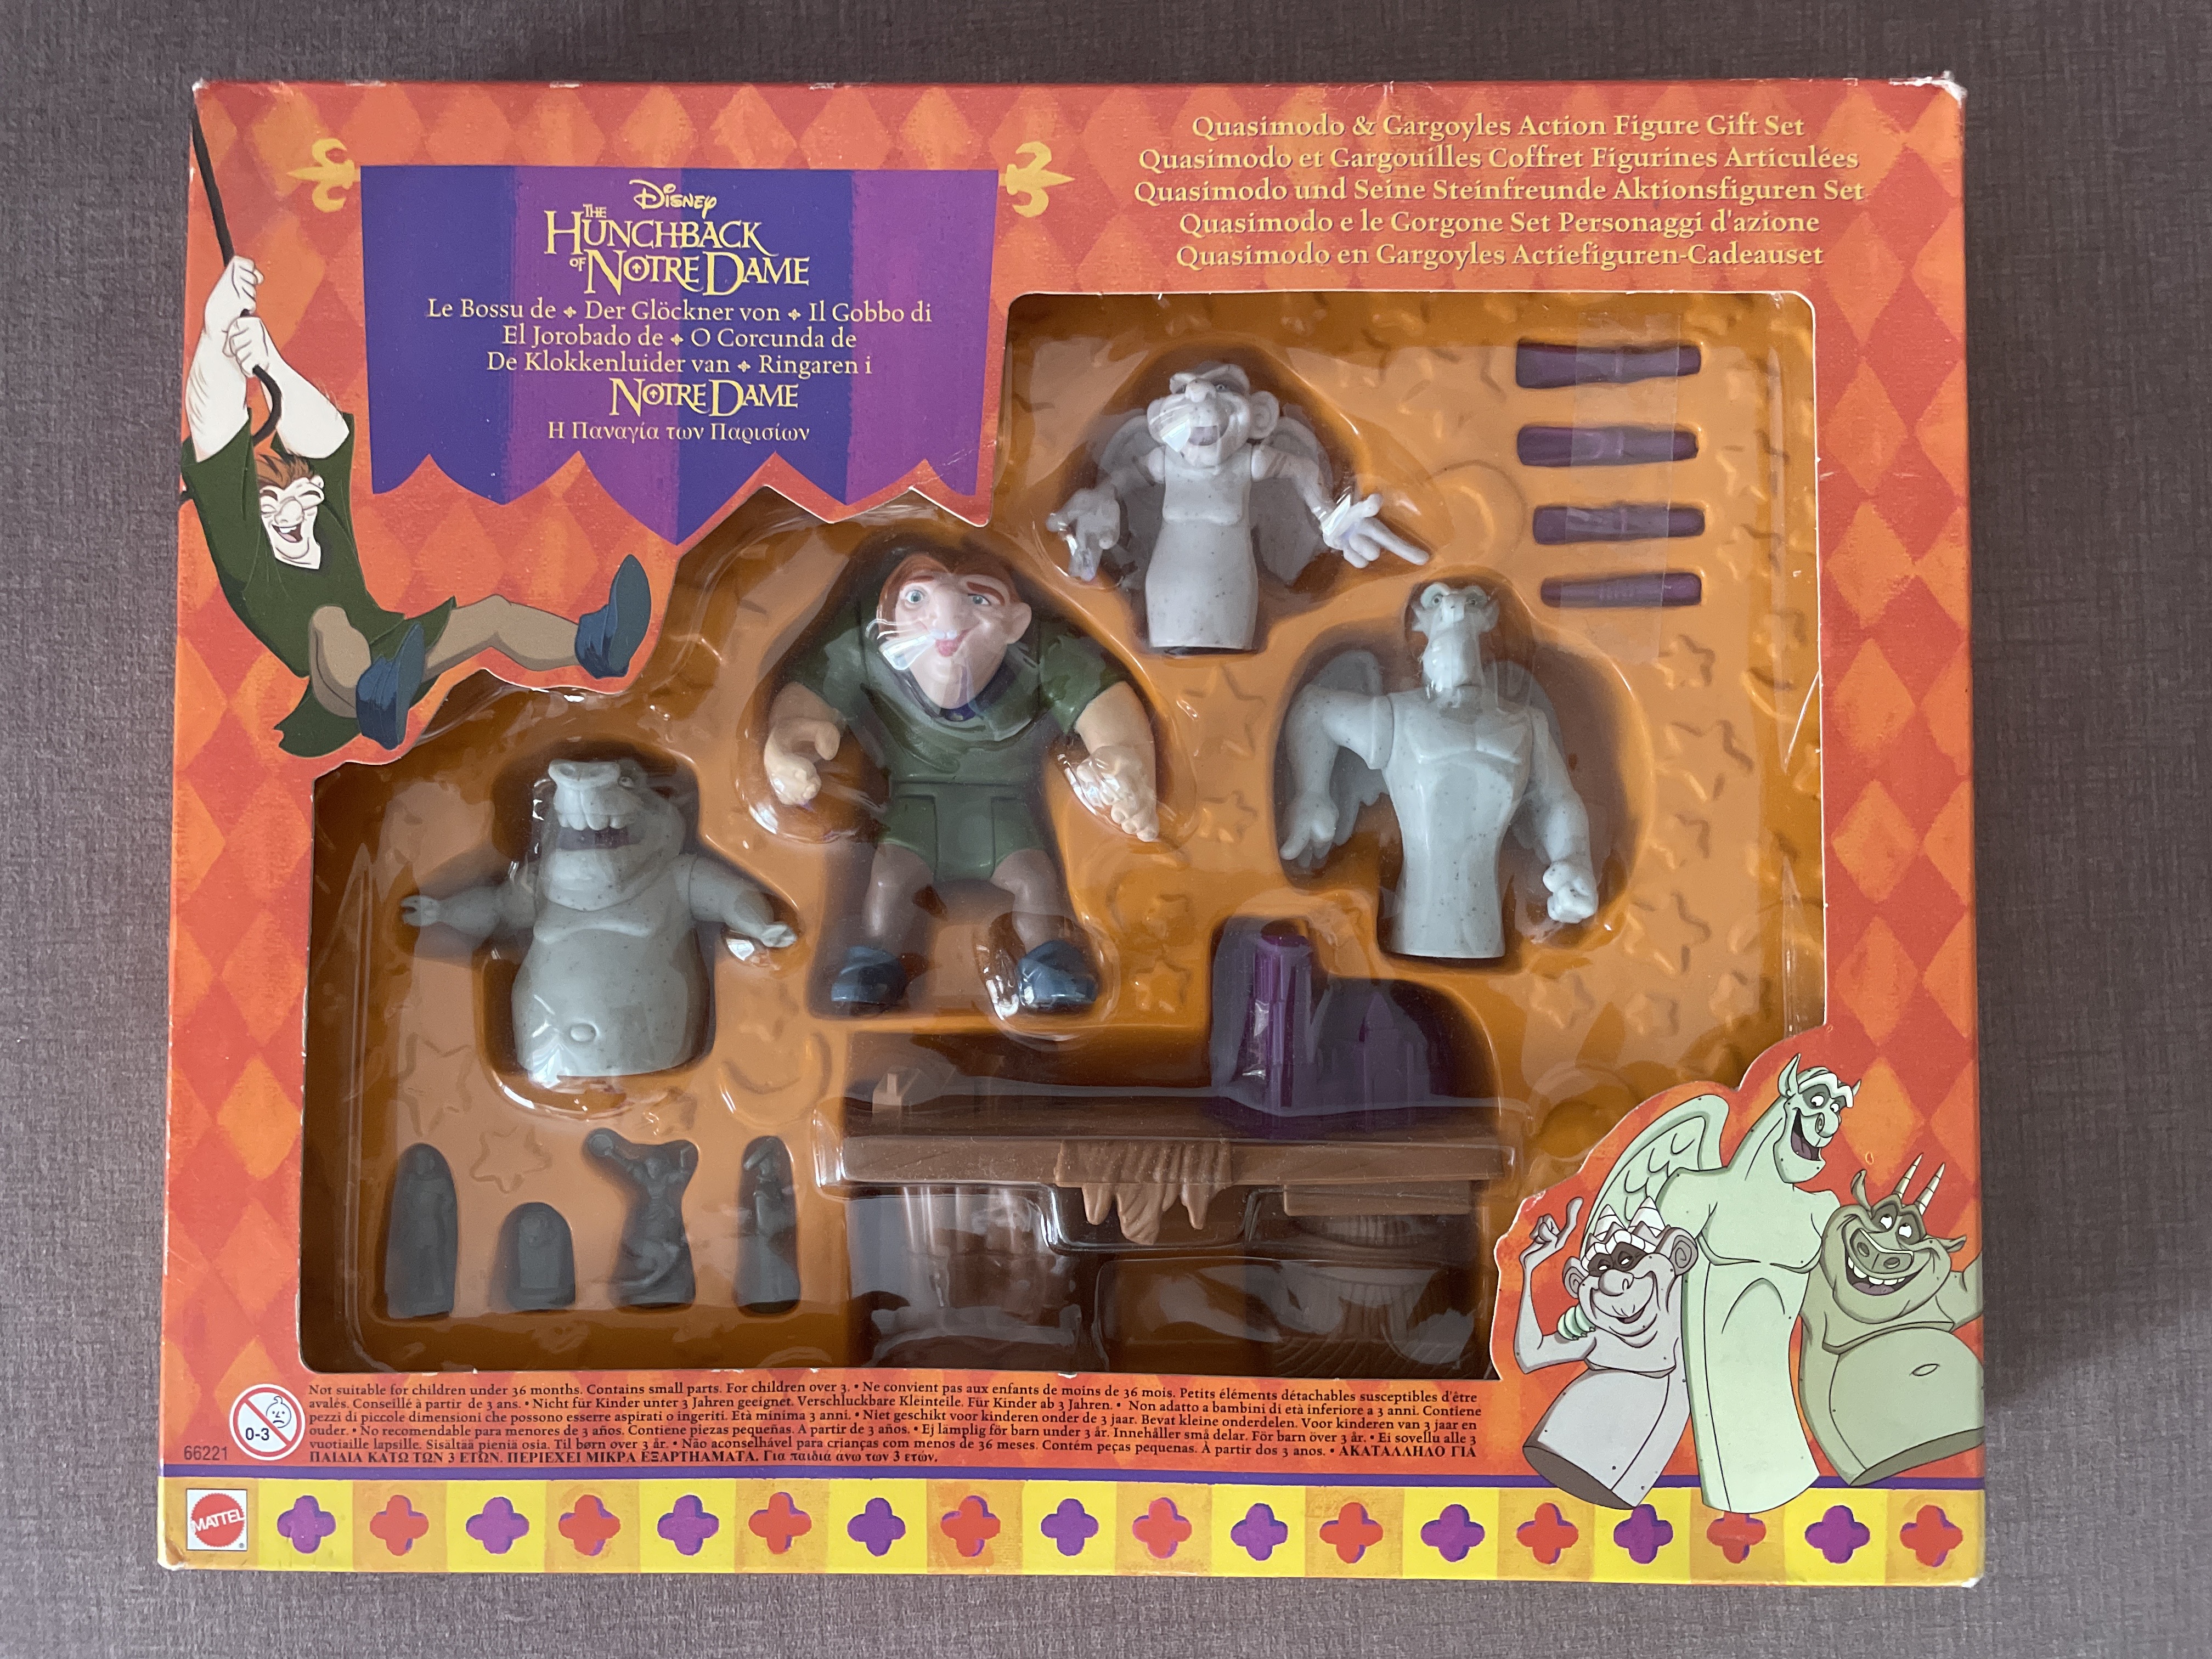 Quasimodo & Gargoyles Action Figure Gift Set
Quasimodo et Gargouilles Coffret Figurines Articulées
Quasimodo und Seine Steinfreunde Aktionsfiguren Set
Quasimodo e le Gorgone Set Personaggi d'azione
Quasimodo en Gargoyles Actiefiguren-Cadeauset
Disney
THE HUNCHBACK
OF NOTRE DAME
Le Bossu de Der Glöckner von Il Gobbo di
El Jorobado de O Corcunda de
De Klokkenluider van Ringaren i
NOTRE DAME
Η Παναγία των Παρισίων
Not suitable for children under 36 months. Contains small parts. For children over 3. • Ne convient pas aux enfants de moins de 36 mois. Petits éléments détachables susceptibles d'être
avalés. Conseillé à partir de 3 ans. • Nicht für Kinder unter 3 Jahren geeignet. Verschluckbare Kleinteile. Für Kinder ab 3 Jahren. • Non adatto a bambini di età inferiore a 3 anni. Contiene
pezzi di piccole dimensioni che possono esserre aspirati o ingeriti. Età minima 3 anni. • Niet geschikt voor kinderen onder de 3 jaar. Bevat kleine onderdelen. Voor kinderen van 3 jaar en
ouder. • No recomendable para menores de 3 años. Contiene piezas pequeñas. A partir de 3 años. • Ej lämplig för barn under 3 år. Innehåller små delar. För barn över 3 år. • Ei sovellu alle 3
vuotiaille lapsille. Sisältää pieniä osia. Til børn over 3 år. • Não aconselhável para crianças com menos de 36 meses. Contém peças pequenas. À partir dos 3 anos. • ΑΚΑΤΑΛΛΗΛΟ ΓΙΑ
ΠΑΙΔΙΑ ΚΑΤΩ ΤΩΝ 3 ΕΤΩΝ. ΠΕΡΙΕΧΕΙ ΜΙΚΡΑ ΕΞΑΡΤΗΜΑΤΑ. Για παιδιά ανω των 3 ετών.
0-3
66221
MATTEL